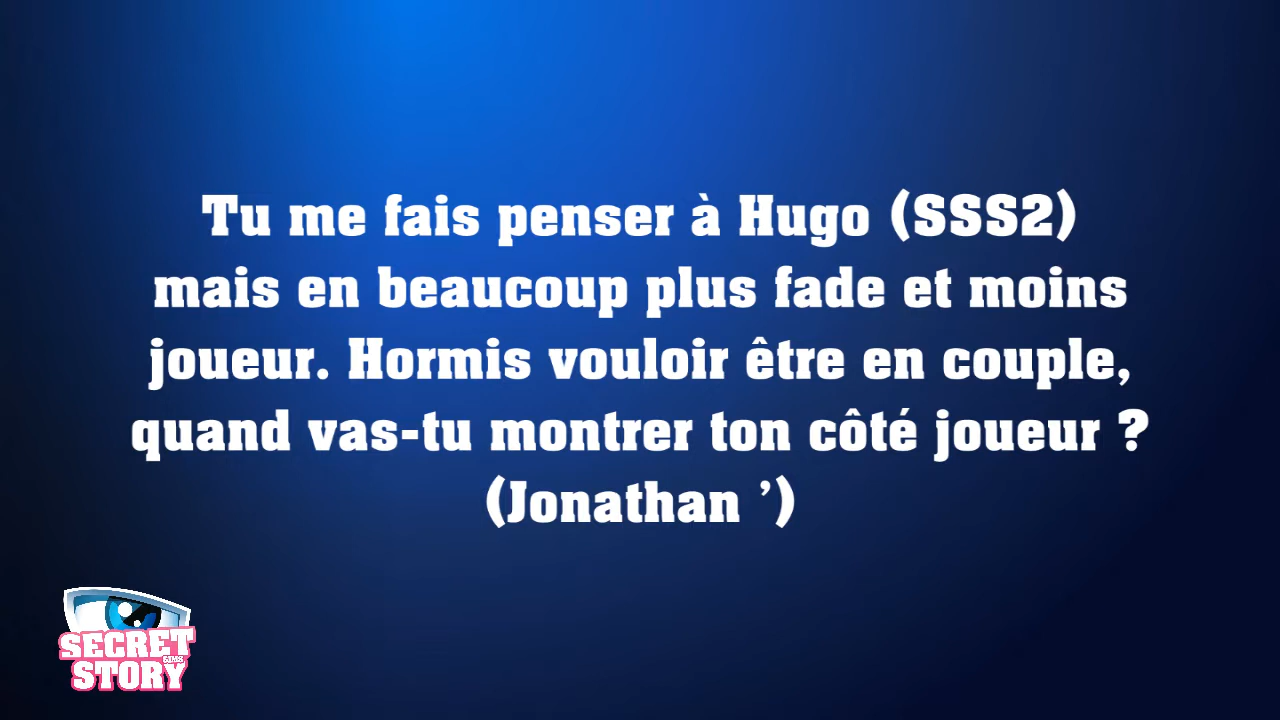 Tu me fais penser à Hugo (SSS2)
mais en beaucoup plus fade et moins
joueur. Hormis vouloir être en couple,
quand vas-tu montrer ton côté joueur ?
(Jonathan ’)
SECRET
SIMS
STORY